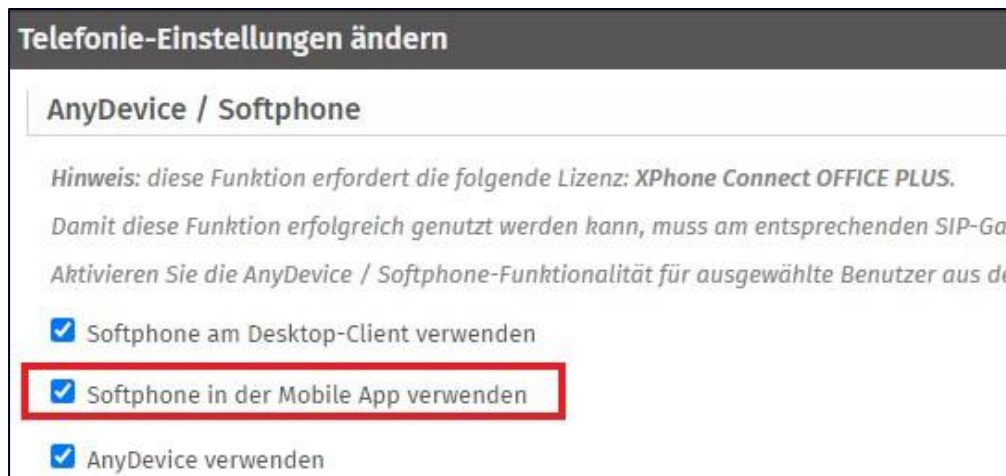 Telefonie-Einstellungen ändern
AnyDevice / Softphone
Hinweis: diese Funktion erfordert die folgende Lizenz: XPhone Connect OFFICE PLUS.
Damit diese Funktion erfolgreich genutzt werden kann, muss am entsprechenden SIP-Ga
Aktivieren Sie die AnyDevice / Softphone-Funktionalität für ausgewählte Benutzer aus de
Softphone am Desktop-Client verwenden
Softphone in der Mobile App verwenden
AnyDevice verwenden